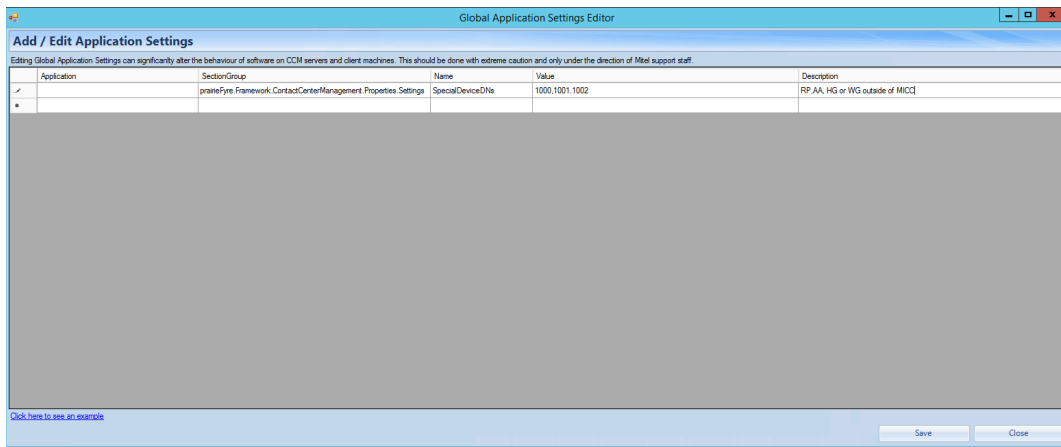 Global Application Settings Editor
Add / Edit Application Settings
Editing Global Application Settings can significantly alter the behaviour of software on CCM servers and client machines. This should be done with extreme caution and only under the direction of Mitel support staff.
Application SectionGroup Name Value Description
prairieFyre.Framework.ContactCenterManagement.Properties.Settings SpecialDeviceDNs 1000,1001,1002 RP,AA, HG or WG outside of MICC
Click here to see an example
Save Close